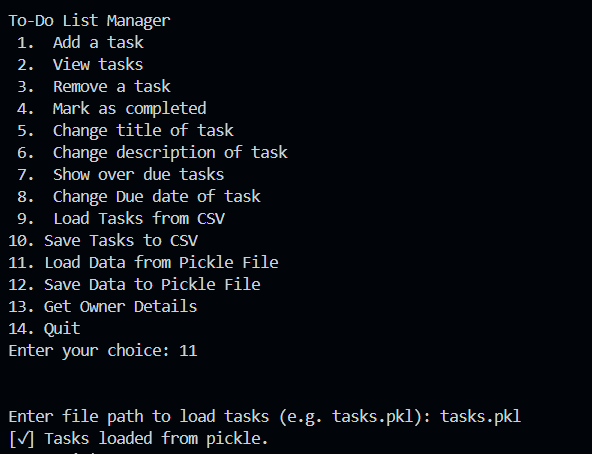 To-Do List Manager
 1.  Add a task
 2.  View tasks
 3.  Remove a task
 4.  Mark as completed
 5.  Change title of task
 6.  Change description of task
 7.  Show over due tasks
 8.  Change Due date of task
 9.  Load Tasks from CSV
10. Save Tasks to CSV
11. Load Data from Pickle File
12. Save Data to Pickle File
13. Get Owner Details
14. Quit
Enter your choice: 11
Enter file path to load tasks (e.g. tasks.pkl): tasks.pkl
[✓] Tasks loaded from pickle.